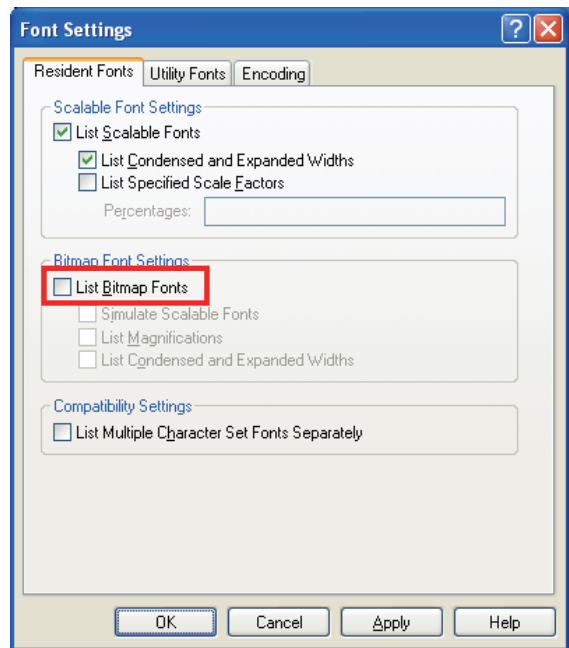 Font Settings
Resident Fonts Utility Fonts Encoding
Scalable Font Settings
List Scalable Fonts
List Condensed and Expanded Widths
List Specified Scale Factors
Percentages:
Bitmap Font Settings
List Bitmap Fonts
Simulate Scalable Fonts
List Magnifications
List Condensed and Expanded Widths
Compatibility Settings
List Multiple Character Set Fonts Separately
OK Cancel Apply Help